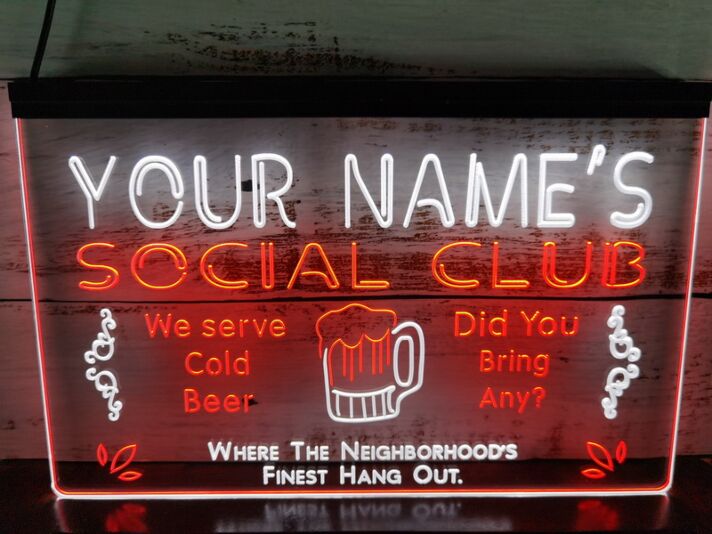 YOUR NAME'S
SOCIAL CLUB
We serve
Cold
Beer
Did You
Bring
Any?
WHERE THE NEIGHBORHOOD'S
FINEST HANG OUT.